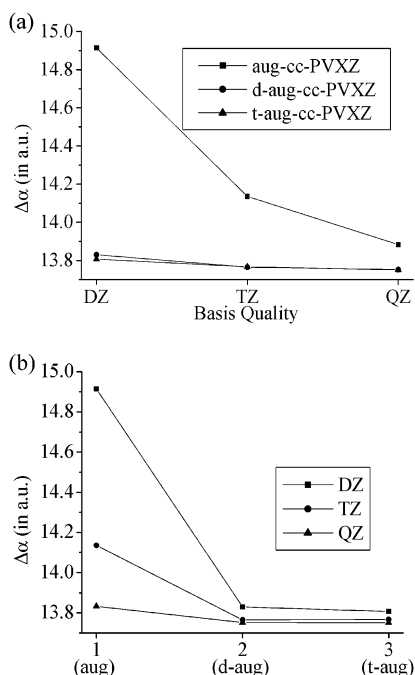 (a)
15.0
14.8
14.6
14.4
14.2
14.0
13.8
Δα (in a.u.)
aug-cc-PVXZ
d-aug-cc-PVXZ
t-aug-cc-PVXZ
DZ TZ QZ
Basis Quality
(b)
15.0
14.8
14.6
14.4
14.2
14.0
13.8
Δα (in a.u.)
DZ
TZ
QZ
1 2 3
(aug) (d-aug) (t-aug)